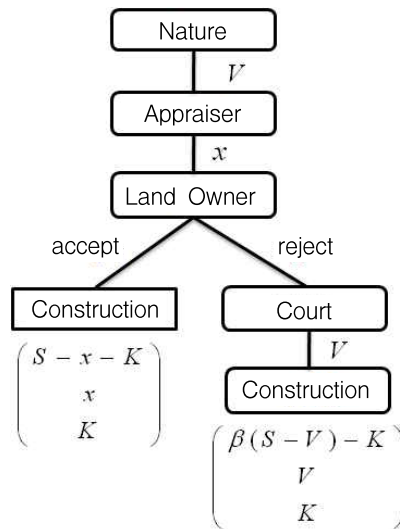 Nature
V
Appraiser
x
Land Owner
accept reject
Construction Court
S − x − K
x
K
V
Construction
β(S − V) − K
V
K